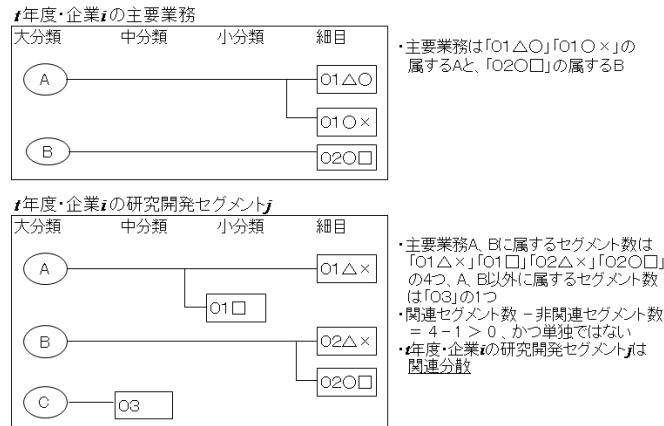 t年度・企業iの主要業務
大分類 中分類 小分類 細目
A
01△○
01○×
B
02○□
・主要業務は「01△○」「01○×」の
属するAと、「02○□」の属するB
t年度・企業iの研究開発セグメントj
大分類 中分類 小分類 細目
A
01△×
01□
B
02△×
02○□
C
03
・主要業務A、Bに属するセグメント数は
「01△×」「01□」「02△×」「02○□」
の4つ、A、B以外に属するセグメント数
は「03」の1つ
・関連セグメント数 －非関連セグメント数
＝ 4－1 ＞ 0 、かつ単独ではない
・t年度・企業iの研究開発セグメントjは
関連分散